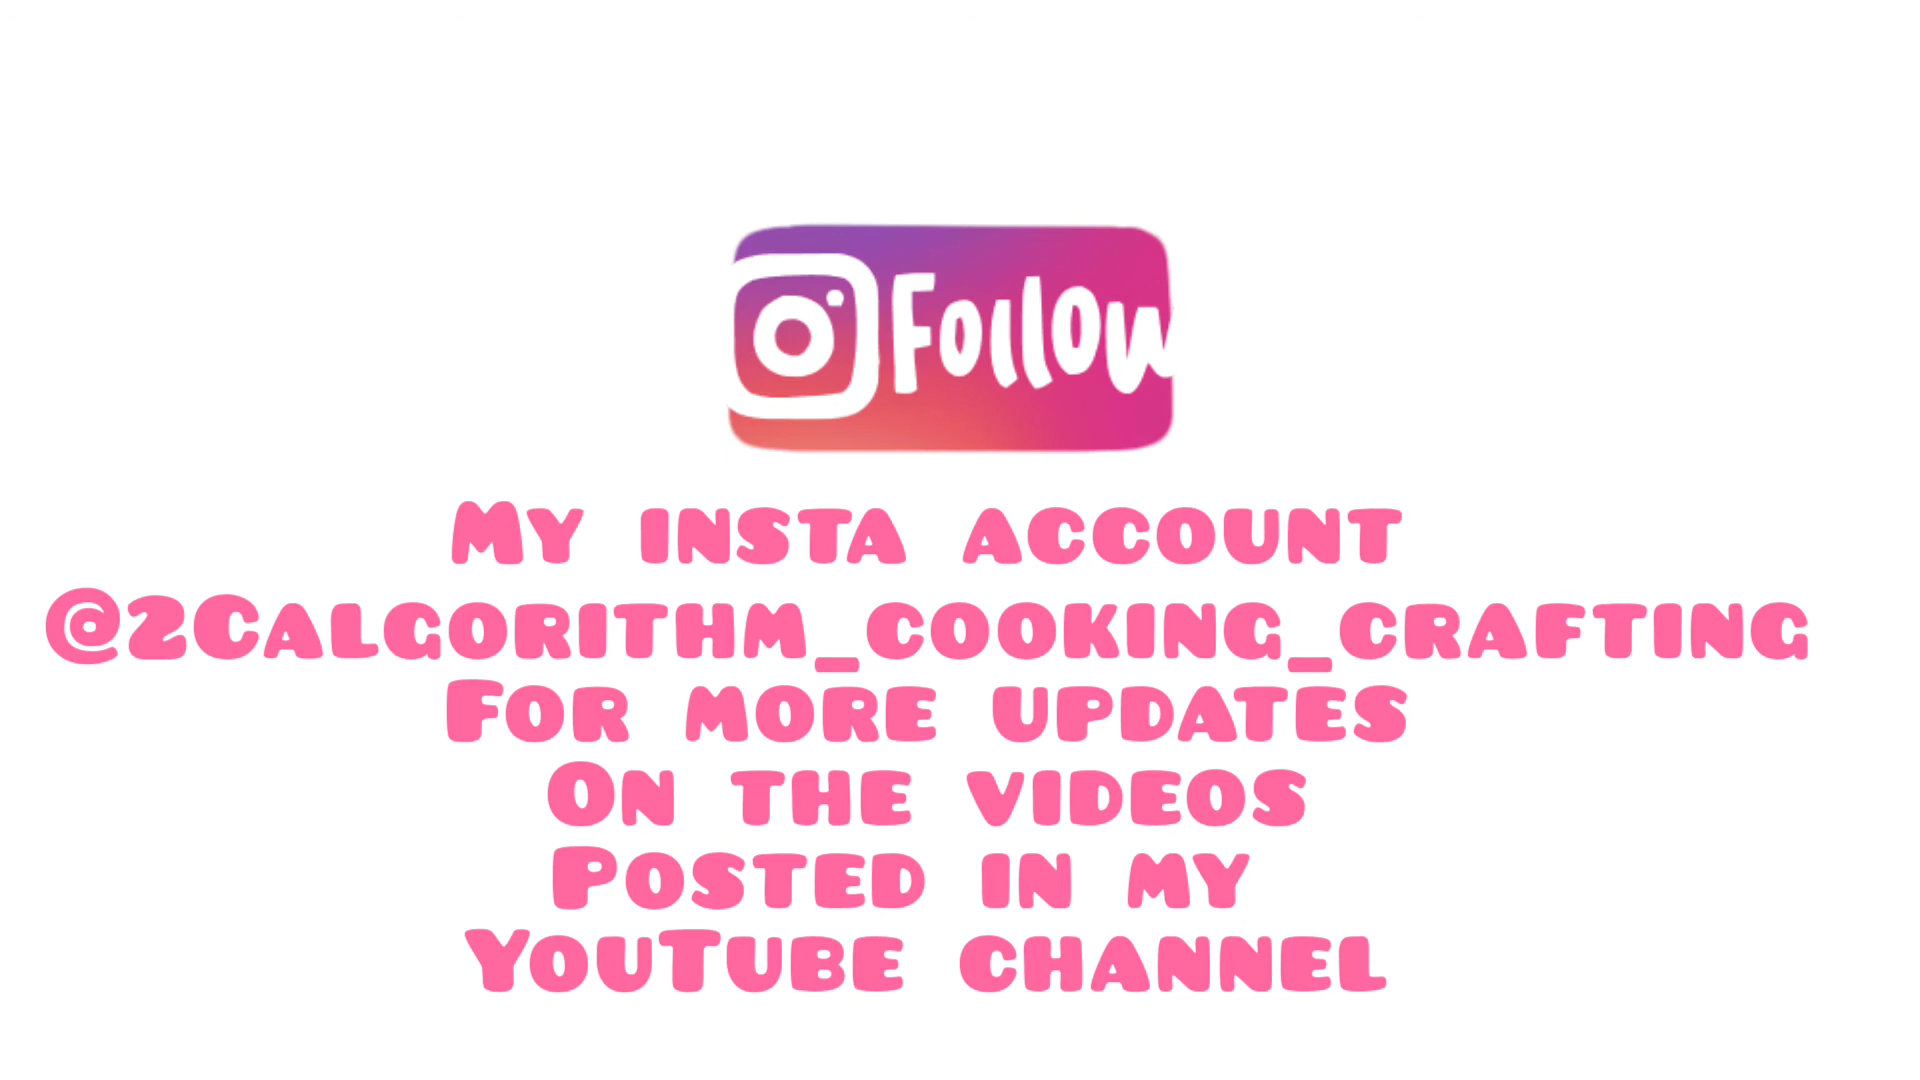 Follow
My insta account
@2Calgorithm_cooking_crafting
For more updates
On the videos
Posted in my
YouTube channel